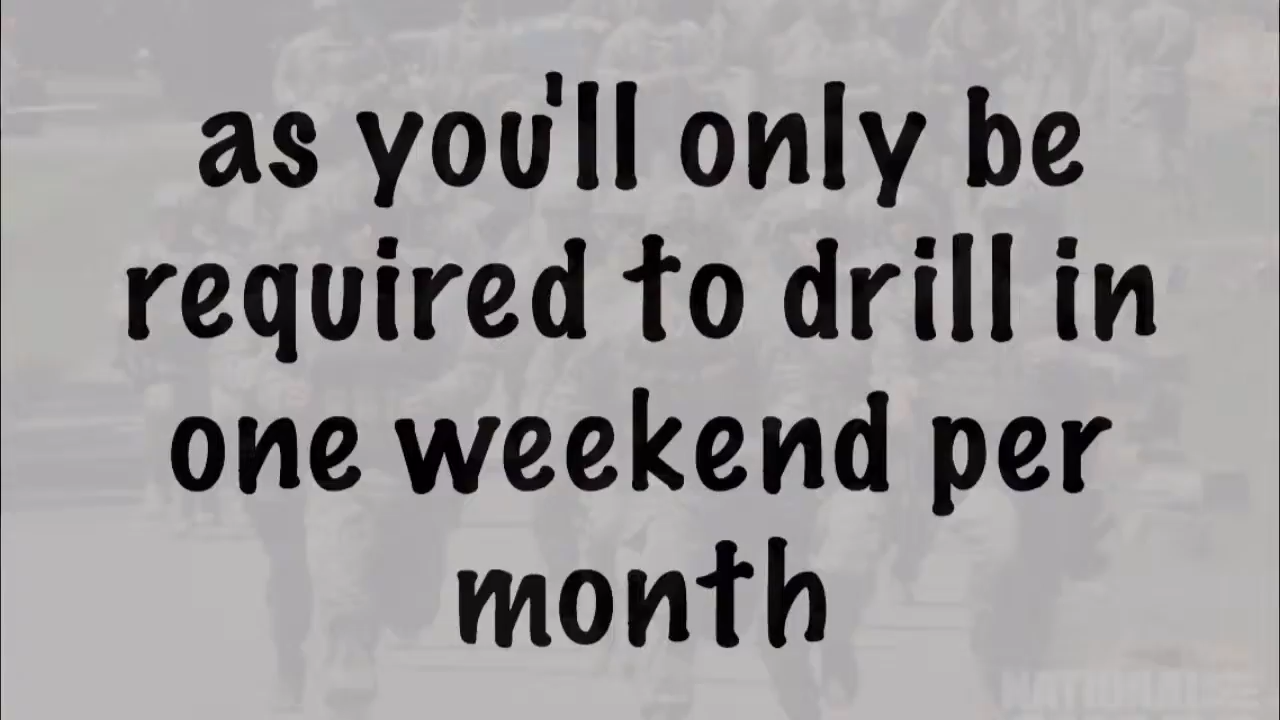 as you'll only be
required to drill in
one weekend per
month